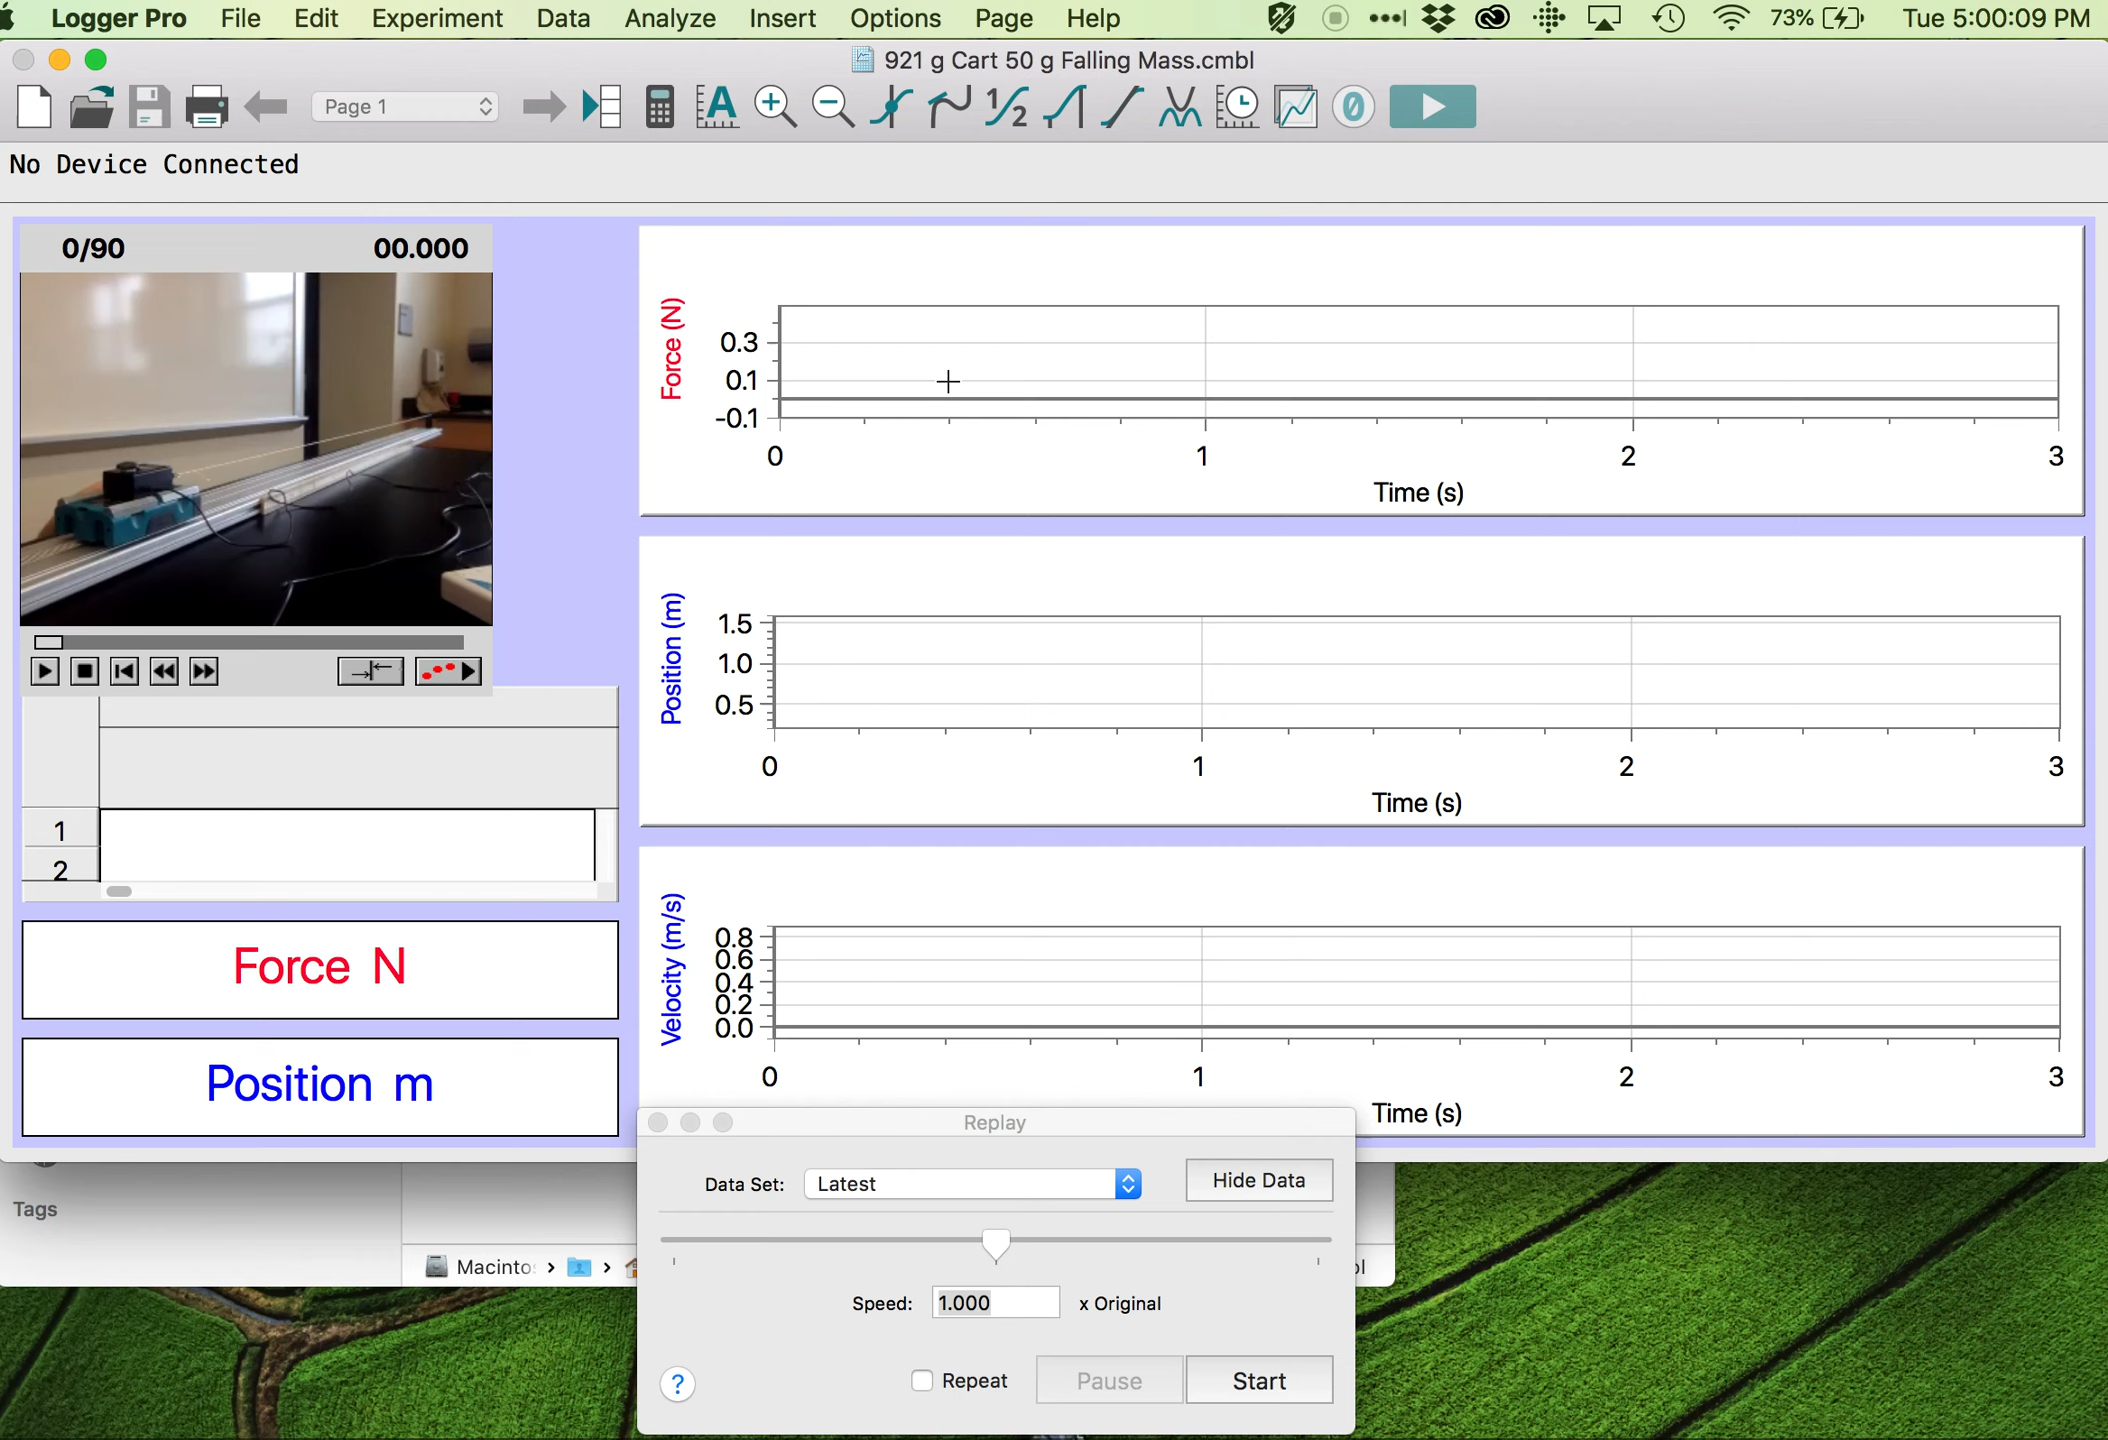 Logger Pro File Edit Experiment Data Analyze Insert Options Page Help 73% Tue 5:00:09 PM
921 g Cart 50 g Falling Mass.cmbl
Page 1
No Device Connected
0/90 00.000
1
2
Force N
Position m
Force (N)
0.3
0.1
-0.1
0 1 2 3
Time (s)
Position (m)
1.5
1.0
0.5
0 1 2 3
Time (s)
Velocity (m/s)
0.8
0.6
0.4
0.2
0.0
0 1 2 3
Time (s)
Replay
Data Set: Latest Hide Data
Speed: 1.000 x Original
? Repeat Pause Start
Tags